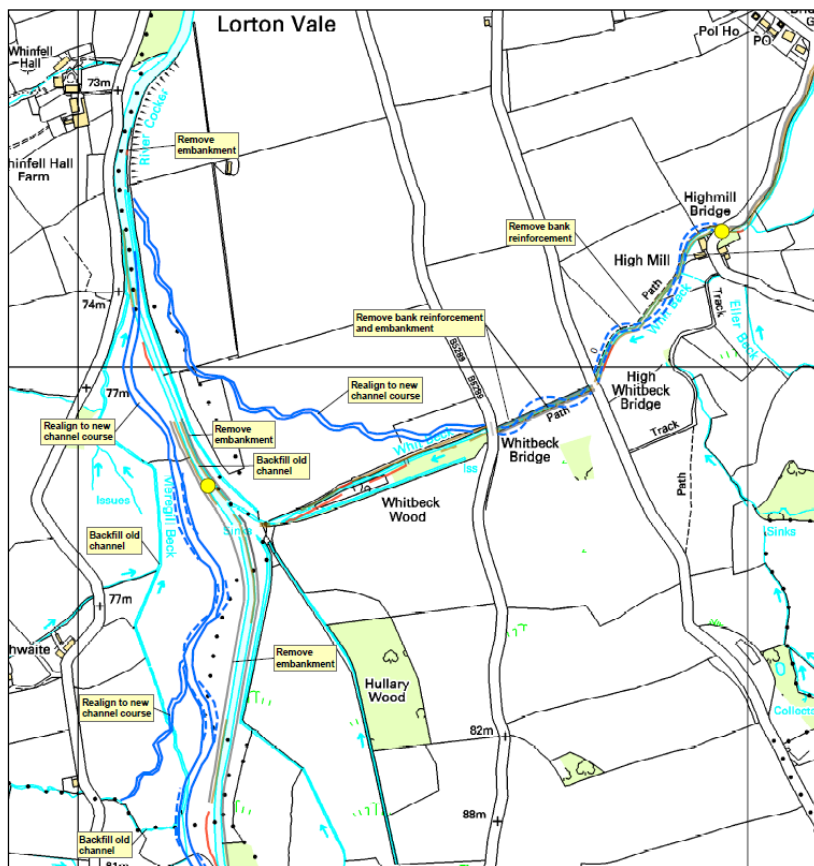 Lorton Vale
Pol Ho
PO
Whinfell
Hall
73m
River Cocker
Remove
embankment
hinfell Hall
Farm
Highmill
Bridge
Remove bank
reinforcement
High Mill
Path
Whit Beck
Track
Ellar Beck
74m
Remove bank reinforcement
and embankment
B5289
B5289
77m
Realign to new
channel course
High
Whitbeck
Bridge
Path
Realign to new
channel course
Remove
embankment
Whit Beck
Whitbeck
Bridge
Track
Backfill old
channel
Iss
Path
Issues
Whitbeck
Wood
Sinks
Sinks
Backfill old
channel
77m
hwaite
Remove
embankment
Hullary
Wood
Realign to new
channel course
Collect
82m
88m
Backfill old
channel
81m